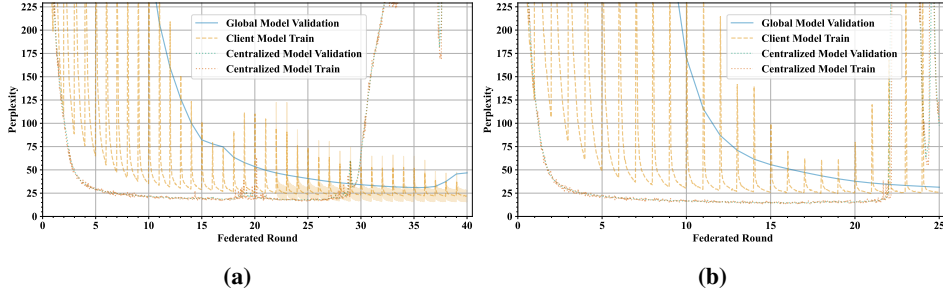 225
200
175
150
125
100
75
50
25
0
Perplexity
0 5 10 15 20 25 30 35 40
Federated Round
Global Model Validation
Client Model Train
Centralized Model Validation
Centralized Model Train
(a)
225
200
175
150
125
100
75
50
25
0
Perplexity
0 5 10 15 20 25
Federated Round
Global Model Validation
Client Model Train
Centralized Model Validation
Centralized Model Train
(b)